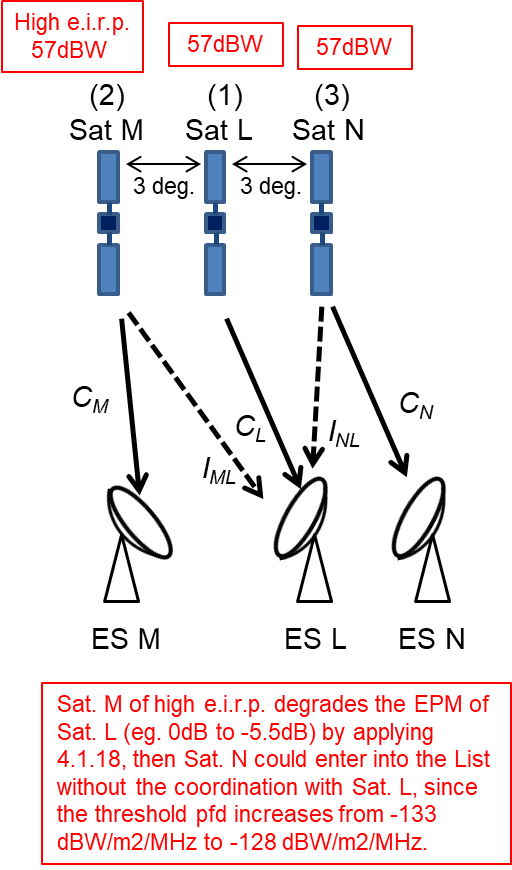 High e.i.r.p.
57dBW
57dBW
57dBW
(2)
Sat M
(1)
Sat L
(3)
Sat N
3 deg.
3 deg.
CM
CL
CN
IML
INL
ES M
ES L
ES N
Sat. M of high e.i.r.p. degrades the EPM of
Sat. L (eg. 0dB to -5.5dB) by applying
4.1.18, then Sat. N could enter into the List
without the coordination with Sat. L, since
the threshold pfd increases from -133
dBW/m2/MHz to -128 dBW/m2/MHz.